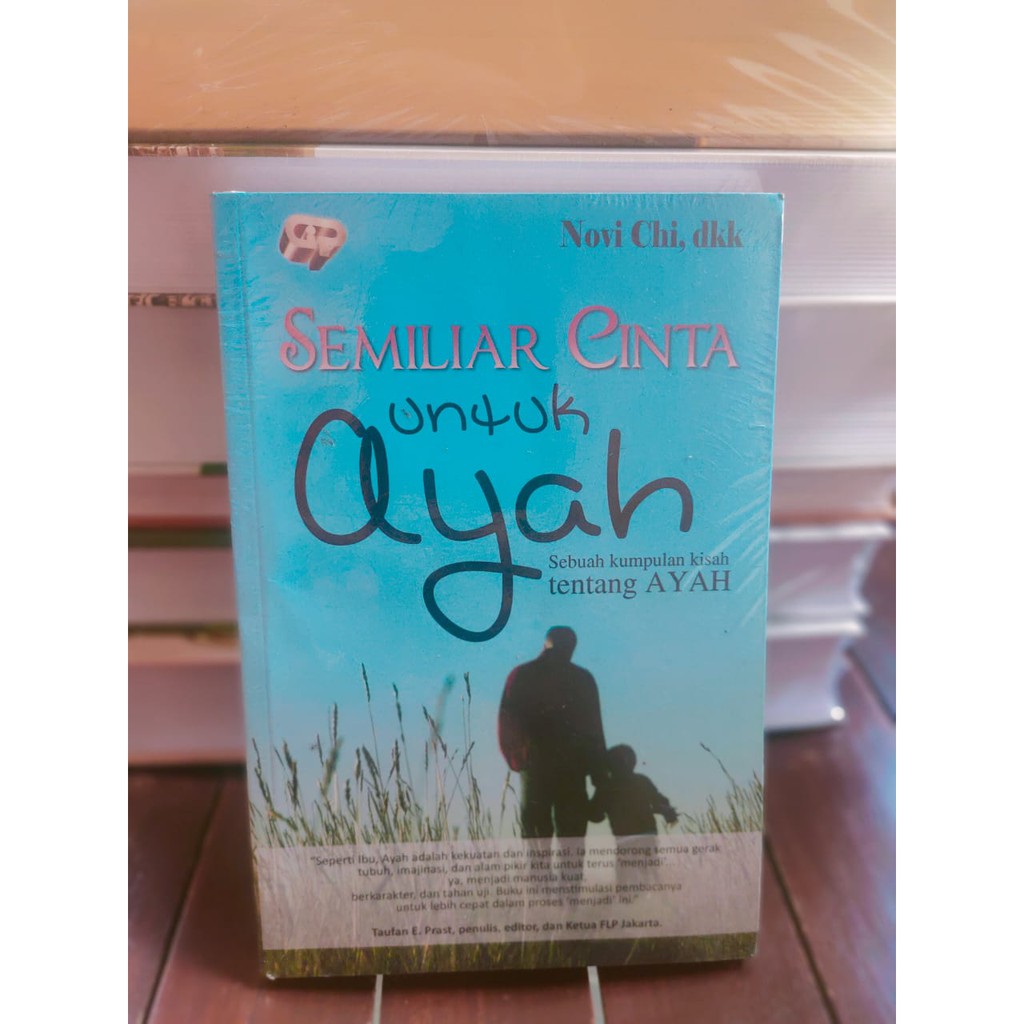 Novi Chi, dkk
SEMILIAR CINTA
untuk
Ayah
Sebuah kumpulan kisah
tentang AYAH
"Seperti Ibu, Ayah adalah kekuatan dan inspirasi. Ia mendorong semua gerak
tubuh, imajinasi, dan alam pikir kita untuk terus 'menjadi'
ya, menjadi manusia kuat,
berkarakter, dan tahan uji. Buku ini menstimulasi pembacanya
untuk lebih cepat dalam proses 'menjadi' ini."
Taufan E. Prast, penulis, editor, dan Ketua FLP Jakarta.